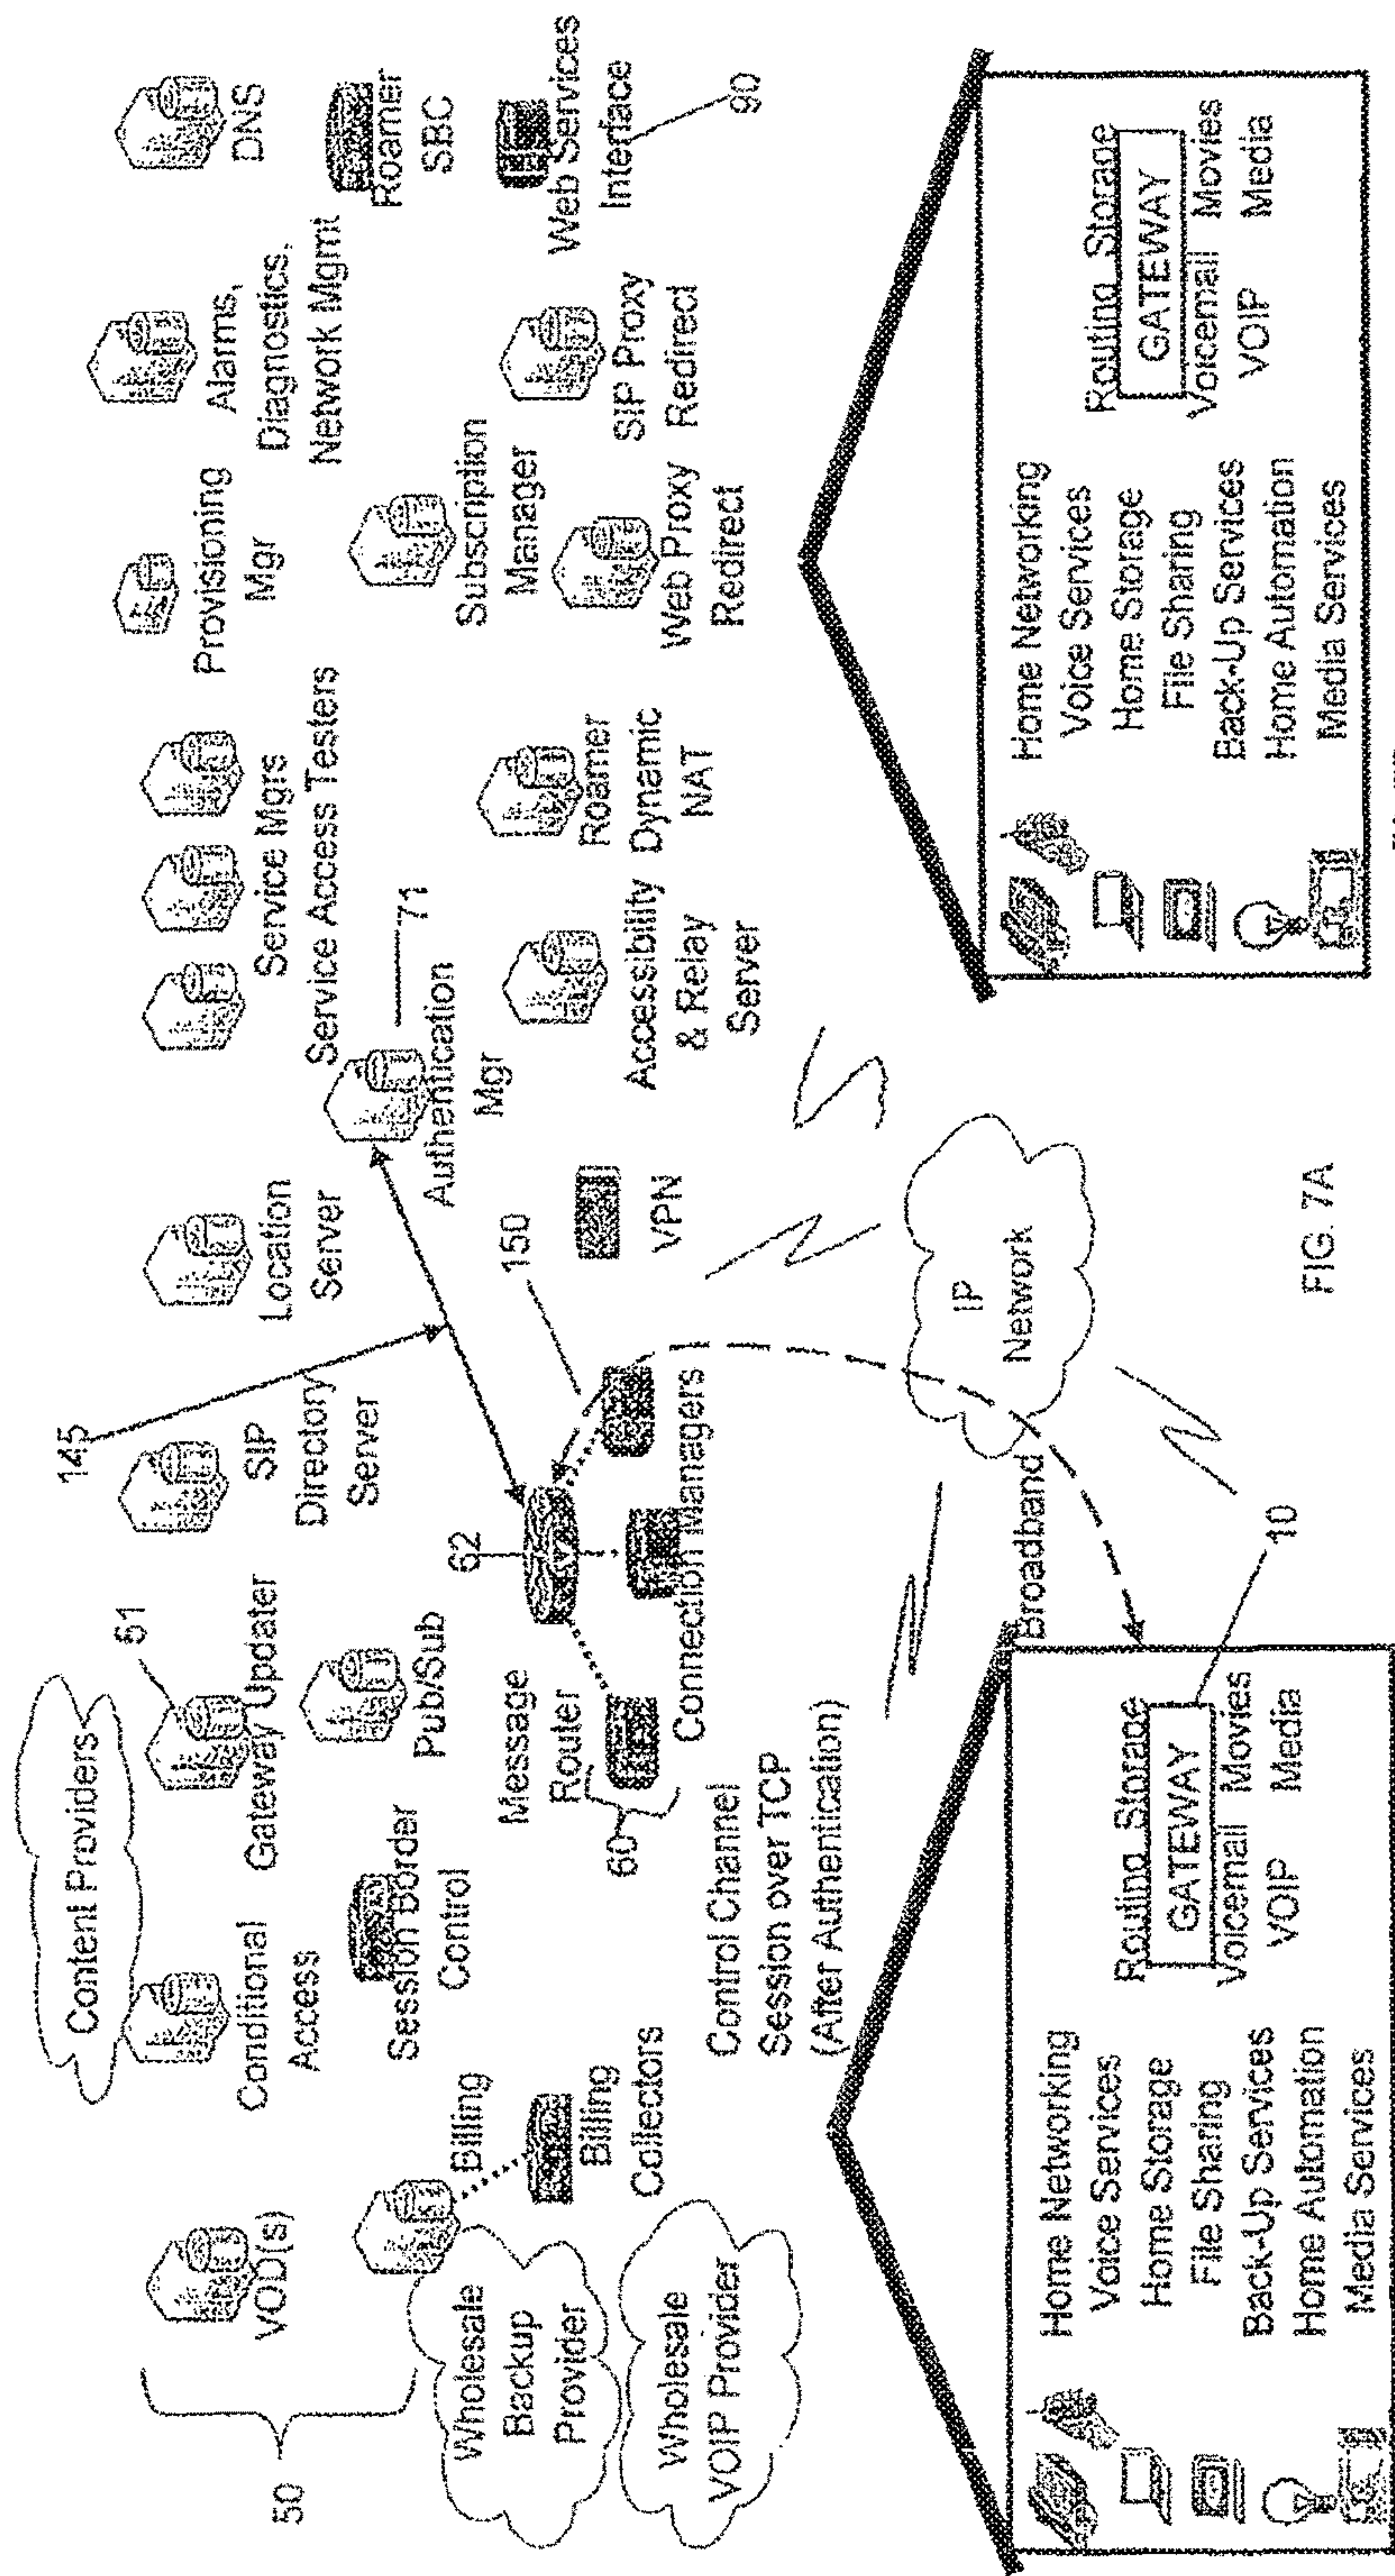 Content Providers
50
VOD(s)
Conditional
Access
61
Gateway Updater
145
SIP
Directory
Server
Location
Server
Service Mgrs
Service Access Testers
Provisioning
Mgr
Alarms,
Diagnostics,
Network Mgmt
DNS
Billing
Session Border
Control
Pub/Sub
62
Authentication
Mgr
71
Subscription
Manager
Roamer
SBC
Wholesale
Backup
Provider
Billing
Collectors
Message
Router
60
Connection Managers
150
VPN
Accessibility
& Relay
Server
Roamer
Dynamic
NAT
Web Proxy
Redirect
SIP Proxy
Redirect
Web Services
Interface
90
Wholesale
VOIP Provider
Control Channel
Session over TCP
(After Authentication)
IP
Network
Broadband
Home Networking
Voice Services
Home Storage
File Sharing
Back-Up Services
Home Automation
Media Services
Routing Storage
GATEWAY
Voicemail Movies
VOIP Media
10
Home Networking
Voice Services
Home Storage
File Sharing
Back-Up Services
Home Automation
Media Services
Routing Storage
GATEWAY
Voicemail Movies
VOIP Media
FIG. 7A